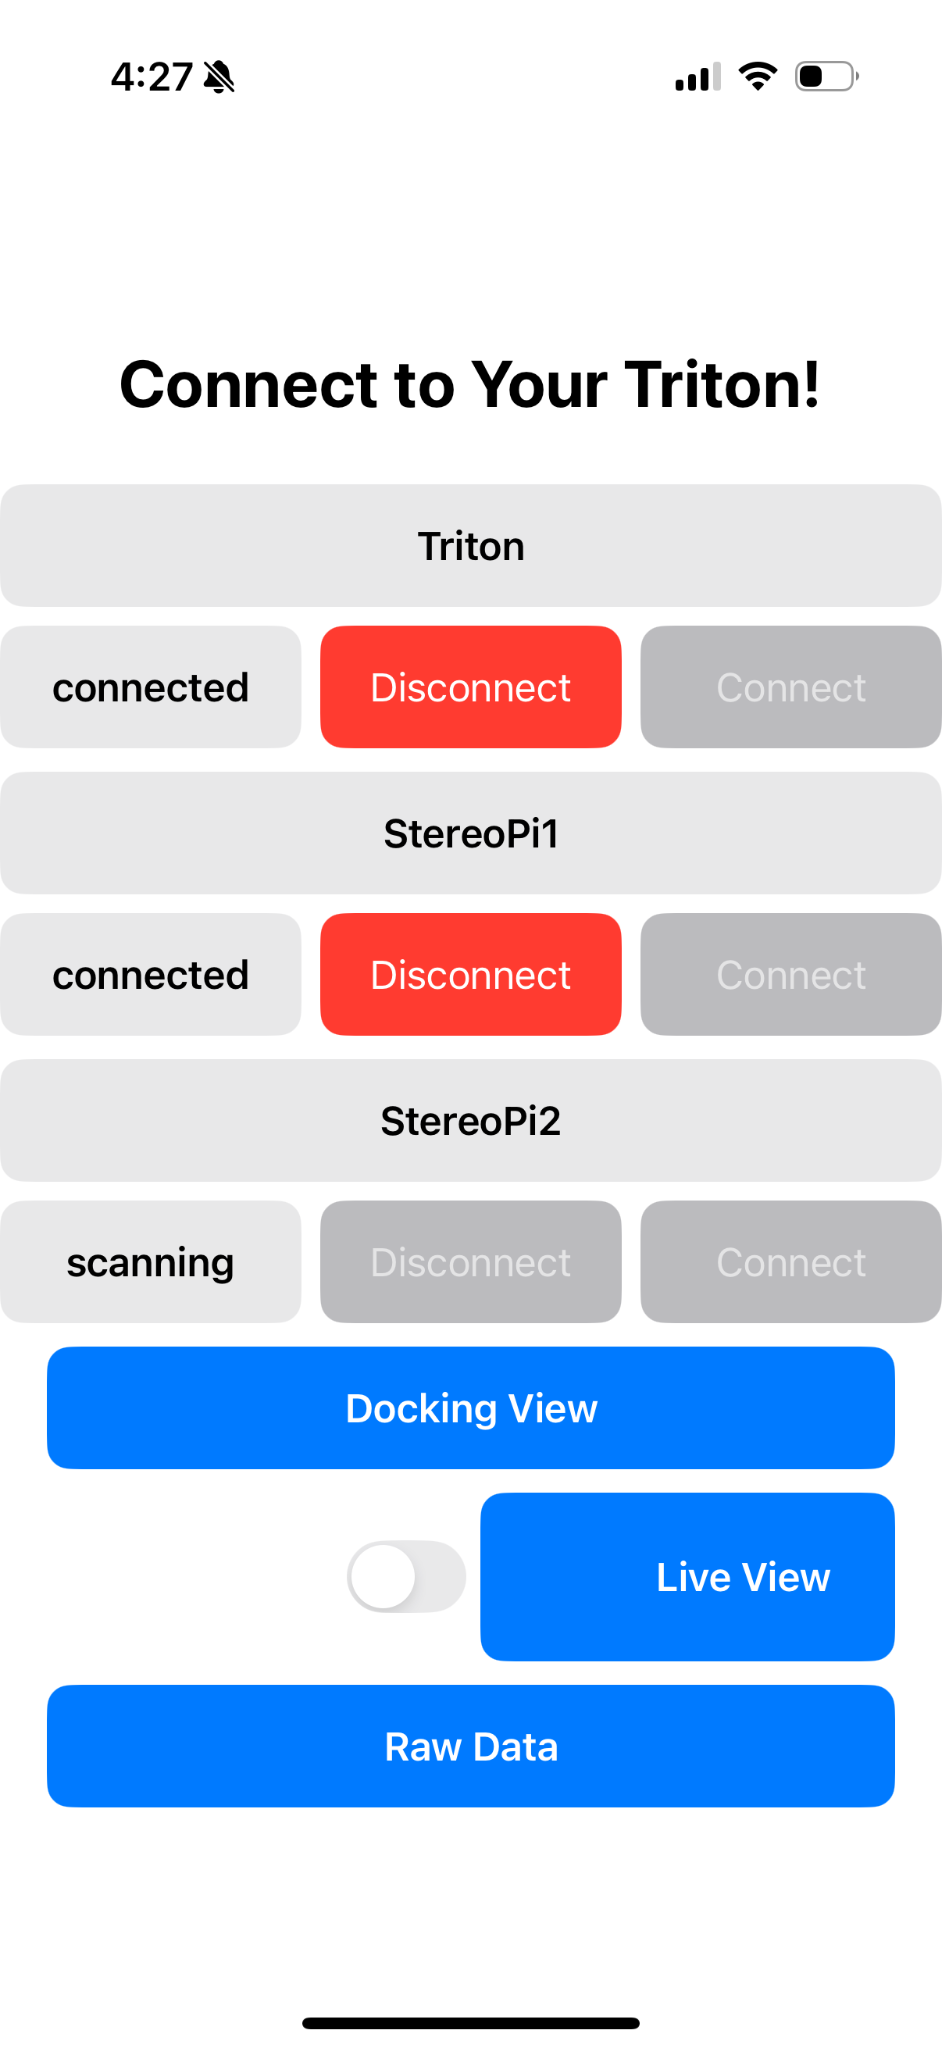 4:27
Connect to Your Triton!
Triton
connected Disconnect Connect
StereoPi1
connected Disconnect Connect
StereoPi2
scanning Disconnect Connect
Docking View
Live View
Raw Data